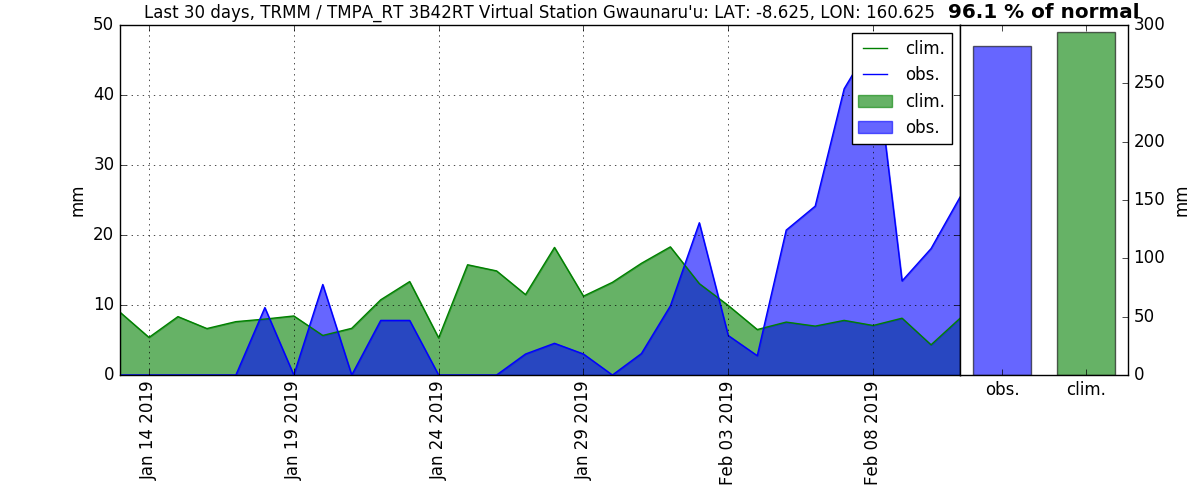 Last 30 days, TRMM / TMPA_RT 3B42RT Virtual Station Gwaunaru'u: LAT: -8.625, LON: 160.625
96.1 % of normal
50
40
30
20
10
0
mm
clim.
obs.
clim.
obs.
Jan 14 2019
Jan 19 2019
Jan 24 2019
Jan 29 2019
Feb 03 2019
Feb 08 2019
300
250
200
150
100
50
0
mm
obs.
clim.